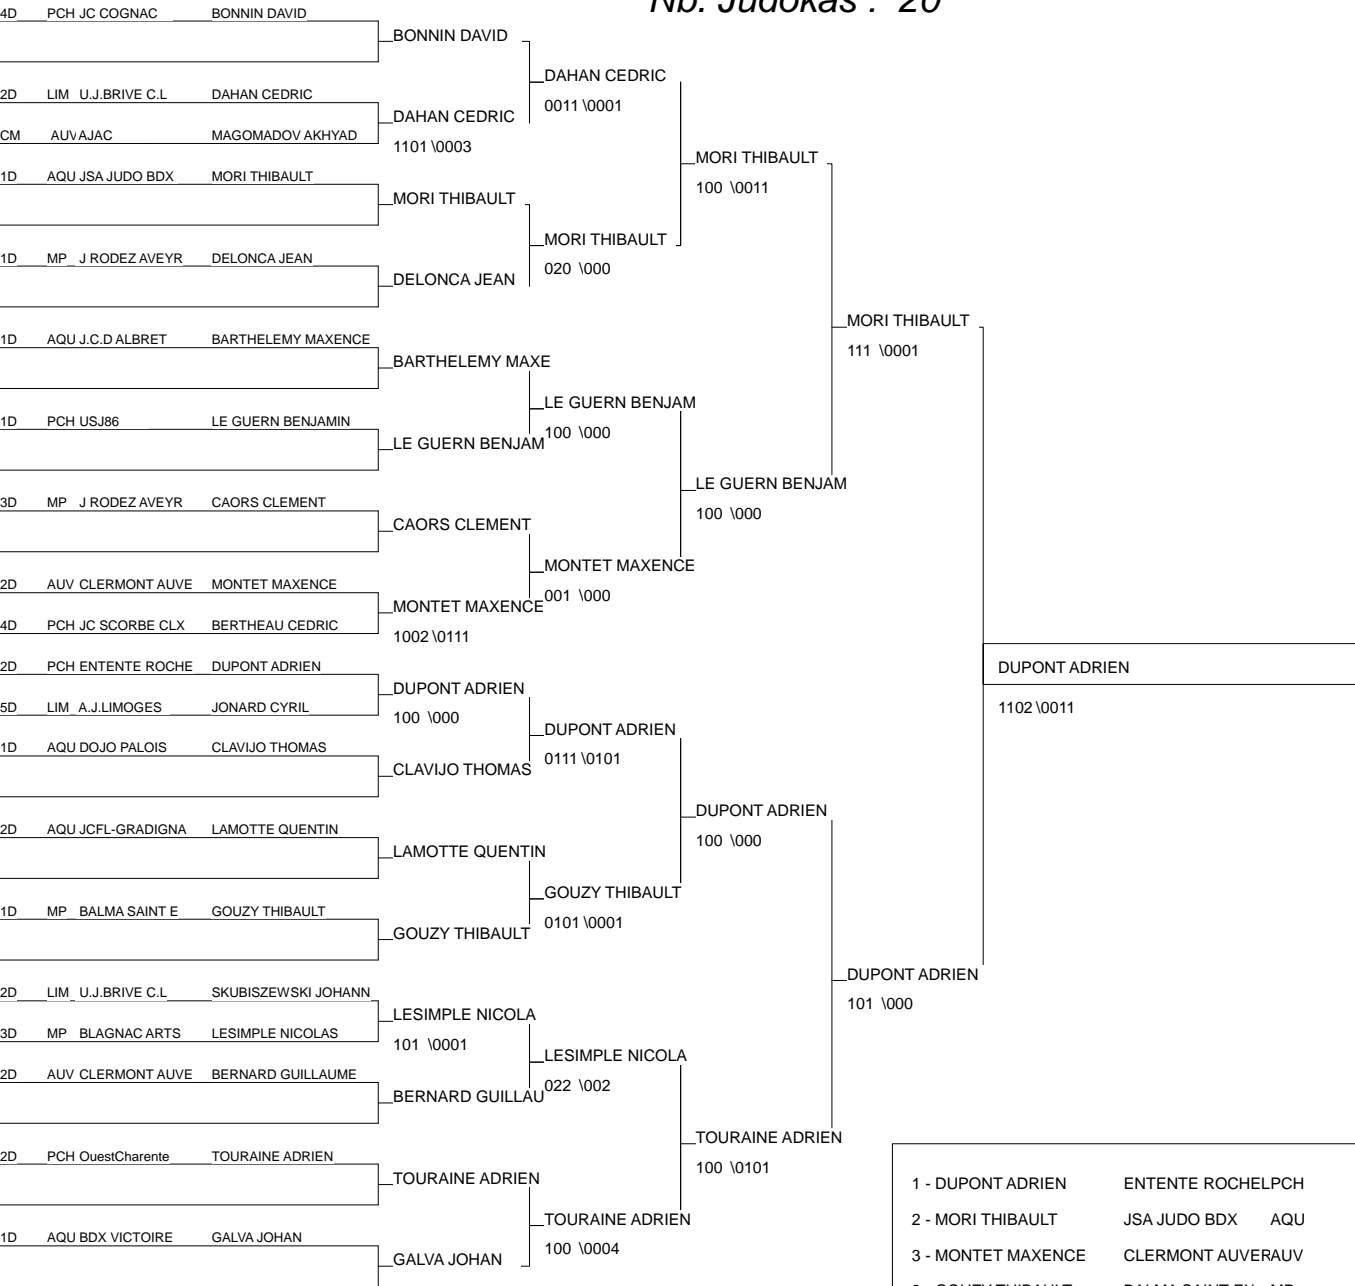 Nb. Judokas : 20
4D PCH JC COGNAC BONNIN DAVID
BONNIN DAVID
DAHAN CEDRIC
0011 \0001
2D LIM U.J.BRIVE C.L DAHAN CEDRIC
DAHAN CEDRIC
1101 \0003
CM AUV AJAC MAGOMADOV AKHYAD
MORI THIBAULT
100 \0011
1D AQU JSA JUDO BDX MORI THIBAULT
MORI THIBAULT
MORI THIBAULT
020 \000
1D MP J RODEZ AVEYR DELONCA JEAN
DELONCA JEAN
MORI THIBAULT
111 \0001
1D AQU J.C.D ALBRET BARTHELEMY MAXENCE
BARTHELEMY MAXE
LE GUERN BENJAM
100 \000
1D PCH USJ86 LE GUERN BENJAMIN
LE GUERN BENJAM
LE GUERN BENJAM
100 \000
3D MP J RODEZ AVEYR CAORS CLEMENT
CAORS CLEMENT
MONTET MAXENCE
001 \000
2D AUV CLERMONT AUVE MONTET MAXENCE
MONTET MAXENCE
1002 \0111
4D PCH JC SCORBE CLX BERTHEAU CEDRIC
DUPONT ADRIEN
1102 \0011
2D PCH ENTENTE ROCHE DUPONT ADRIEN
DUPONT ADRIEN
100 \000
5D LIM A.J.LIMOGES JONARD CYRIL
DUPONT ADRIEN
0111 \0101
1D AQU DOJO PALOIS CLAVIJO THOMAS
CLAVIJO THOMAS
DUPONT ADRIEN
100 \000
2D AQU JCFL-GRADIGNA LAMOTTE QUENTIN
LAMOTTE QUENTIN
GOUZY THIBAULT
0101 \0001
1D MP BALMA SAINT E GOUZY THIBAULT
GOUZY THIBAULT
DUPONT ADRIEN
101 \000
2D LIM U.J.BRIVE C.L SKUBISZEWSKI JOHANN
LESIMPLE NICOLA
101 \0001
3D MP BLAGNAC ARTS LESIMPLE NICOLAS
LESIMPLE NICOLA
022 \002
2D AUV CLERMONT AUVE BERNARD GUILLAUME
BERNARD GUILLAU
TOURAINE ADRIEN
100 \0101
2D PCH OuestCharente TOURAINE ADRIEN
TOURAINE ADRIEN
TOURAINE ADRIEN
100 \0004
1D AQU BDX VICTOIRE GALVA JOHAN
GALVA JOHAN
1 - DUPONT ADRIEN ENTENTE ROCHELPCH
2 - MORI THIBAULT JSA JUDO BDX AQU
3 - MONTET MAXENCE CLERMONT AUVERAUV